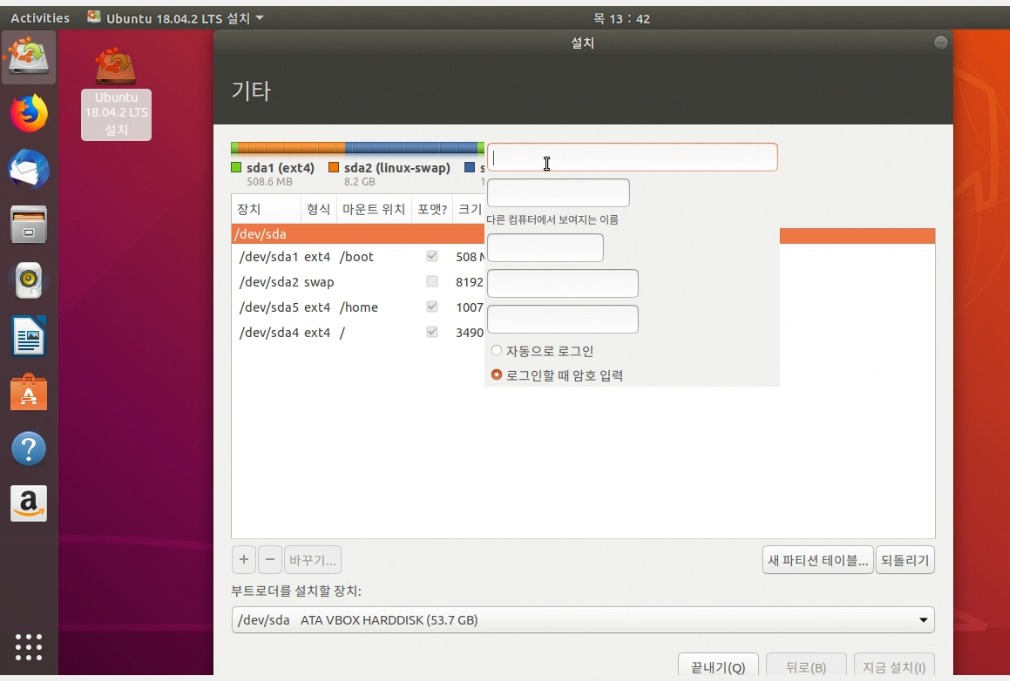 Activities Ubuntu 18.04.2 LTS 설치 목 13 : 42
설치
Ubuntu
18.04.2 LTS
설치
기타
sda1 (ext4) sda2 (linux-swap)
508.6 MB 8.2 GB
장치 형식 마운트 위치 포맷? 크기
다른 컴퓨터에서 보여지는 이름
/dev/sda
/dev/sda1 ext4 /boot 508
/dev/sda2 swap 8192
/dev/sda5 ext4 /home 1007
/dev/sda4 ext4 / 3490
자동으로 로그인
로그인할 때 암호 입력
+ − 바꾸기... 새 파티션 테이블... 되돌리기
부트로더를 설치할 장치:
/dev/sda ATA VBOX HARDDISK (53.7 GB)
끝내기(Q) 뒤로(B) 지금 설치(I)